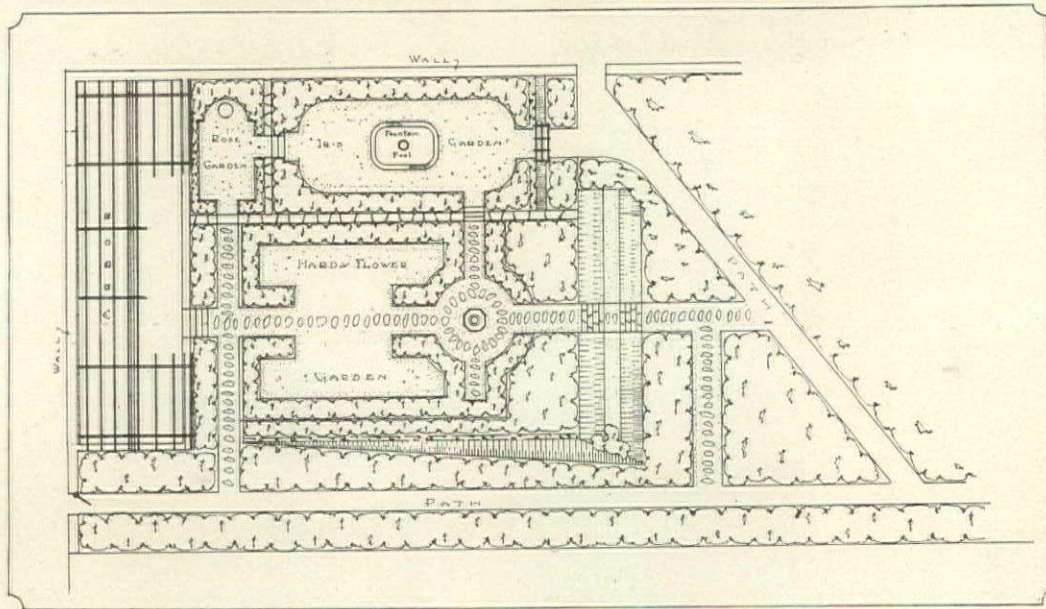 WALL
ROSE
GARDEN
IRIS GARDEN
Fountain
Pool
HARDY FLOWER
GARDEN
PATH
WALL
PATH